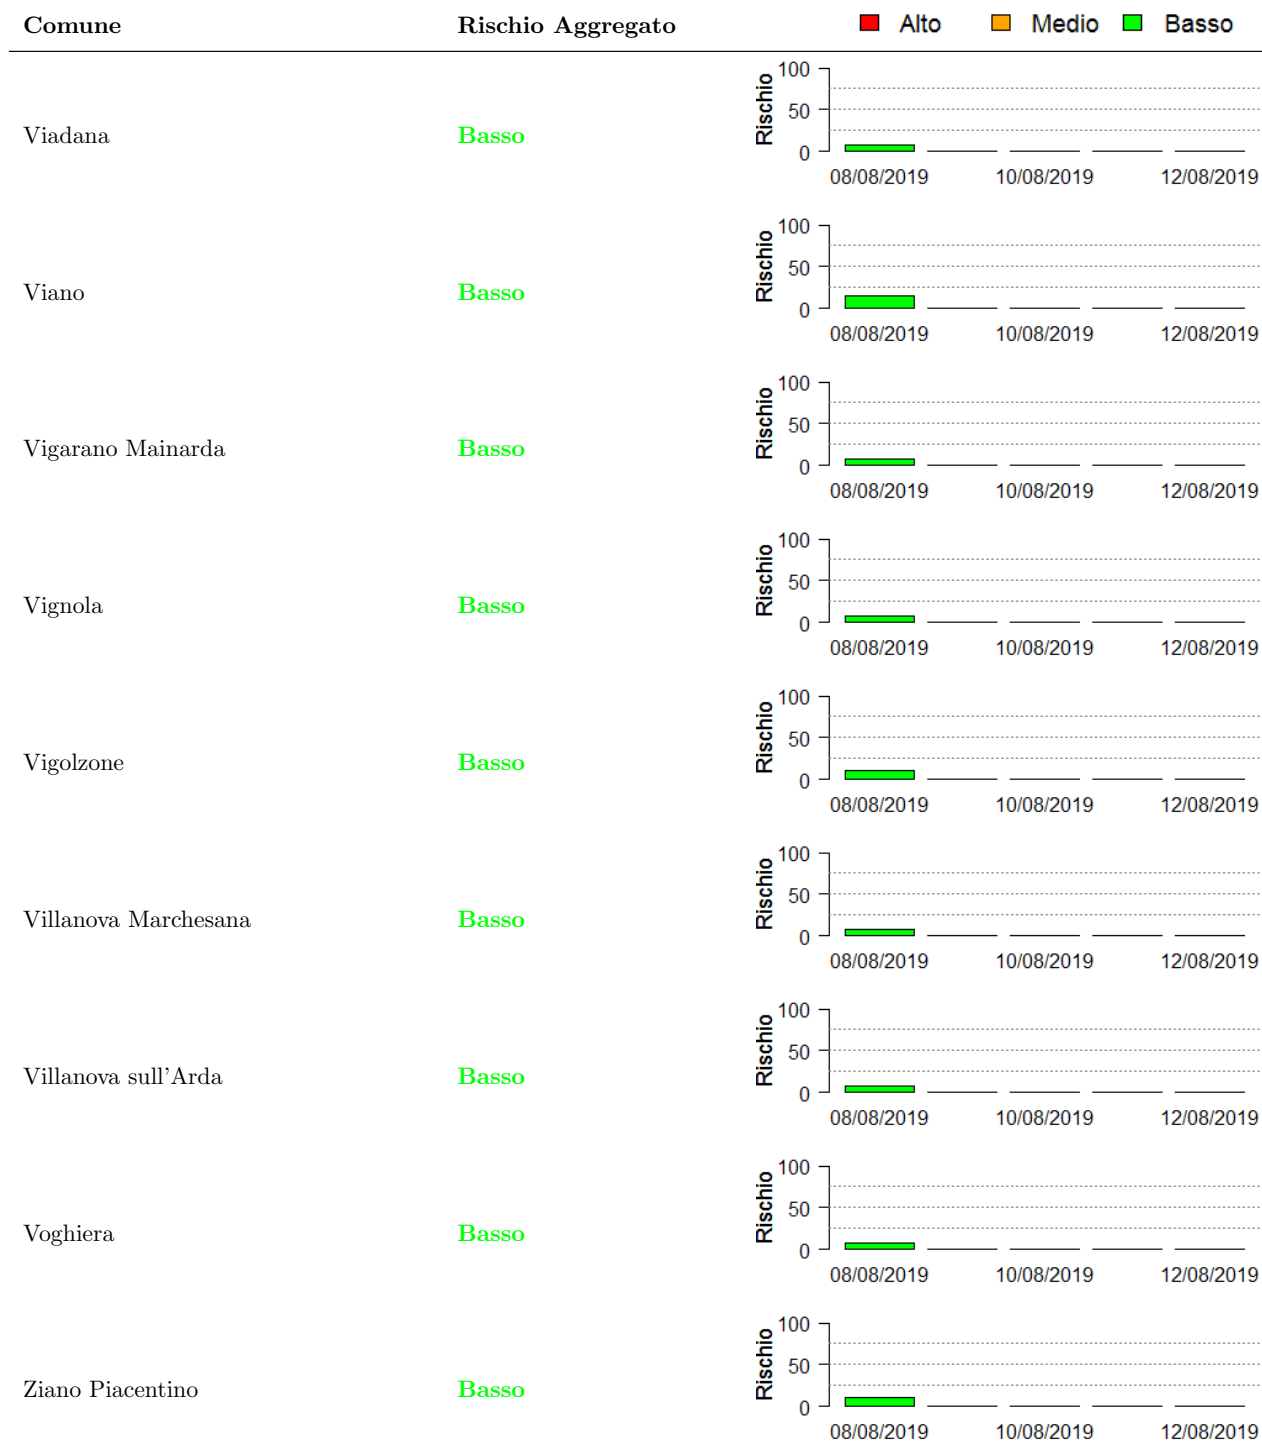 Comune Rischio Aggregato Alto Medio Basso
100
50
0
Rischio
Viadana Basso
08/08/2019 10/08/2019 12/08/2019
100
50
0
Rischio
Viano Basso
08/08/2019 10/08/2019 12/08/2019
100
50
0
Rischio
Vigarano Mainarda Basso
08/08/2019 10/08/2019 12/08/2019
100
50
0
Rischio
Vignola Basso
08/08/2019 10/08/2019 12/08/2019
100
50
0
Rischio
Vigolzone Basso
08/08/2019 10/08/2019 12/08/2019
100
50
0
Rischio
Villanova Marchesana Basso
08/08/2019 10/08/2019 12/08/2019
100
50
0
Rischio
Villanova sull'Arda Basso
08/08/2019 10/08/2019 12/08/2019
100
50
0
Rischio
Voghiera Basso
08/08/2019 10/08/2019 12/08/2019
100
50
0
Rischio
Ziano Piacentino Basso
08/08/2019 10/08/2019 12/08/2019